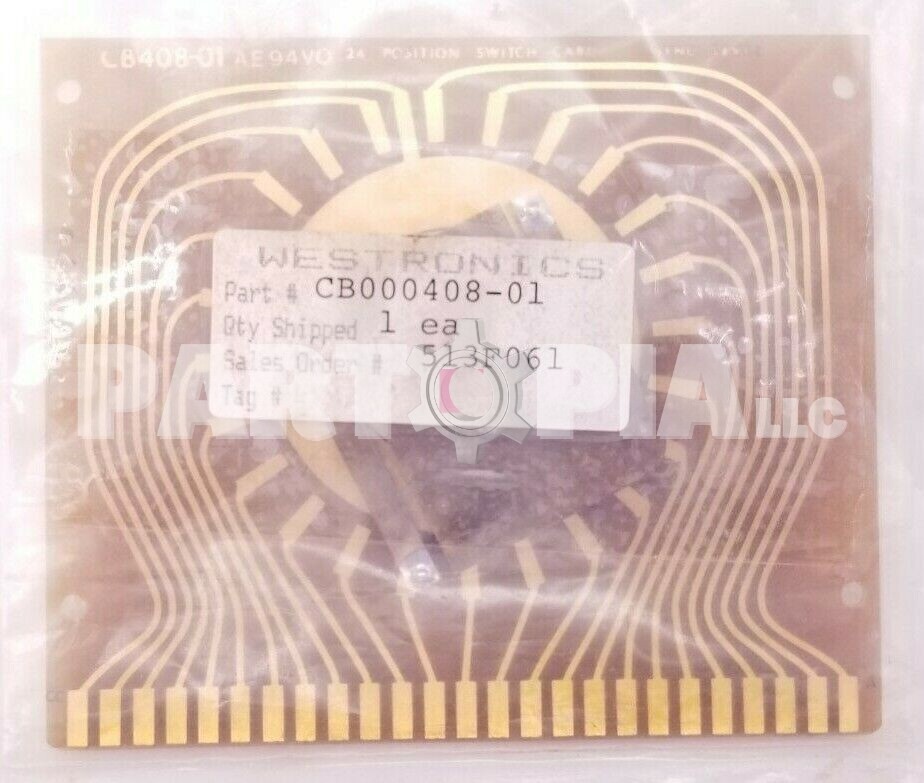 CB408-01 AE94V0 24 POSITION SWITCH CARD
WESTRONICS
Part # CB000408-01
Qty Shipped 1 ea
Sales Order # 513F061
Tag #
PARTOPIA LLC